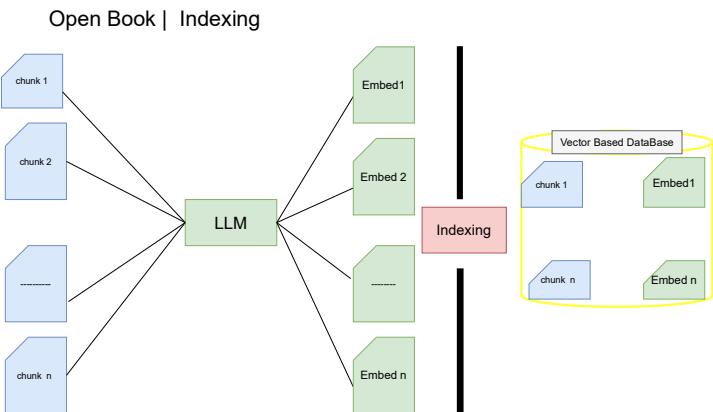 Open Book | Indexing
chunk 1
chunk 2
----------
chunk n
LLM
Embed1
Embed 2
--------
Embed n
Indexing
Vector Based DataBase
chunk 1
Embed1
chunk n
Embed n